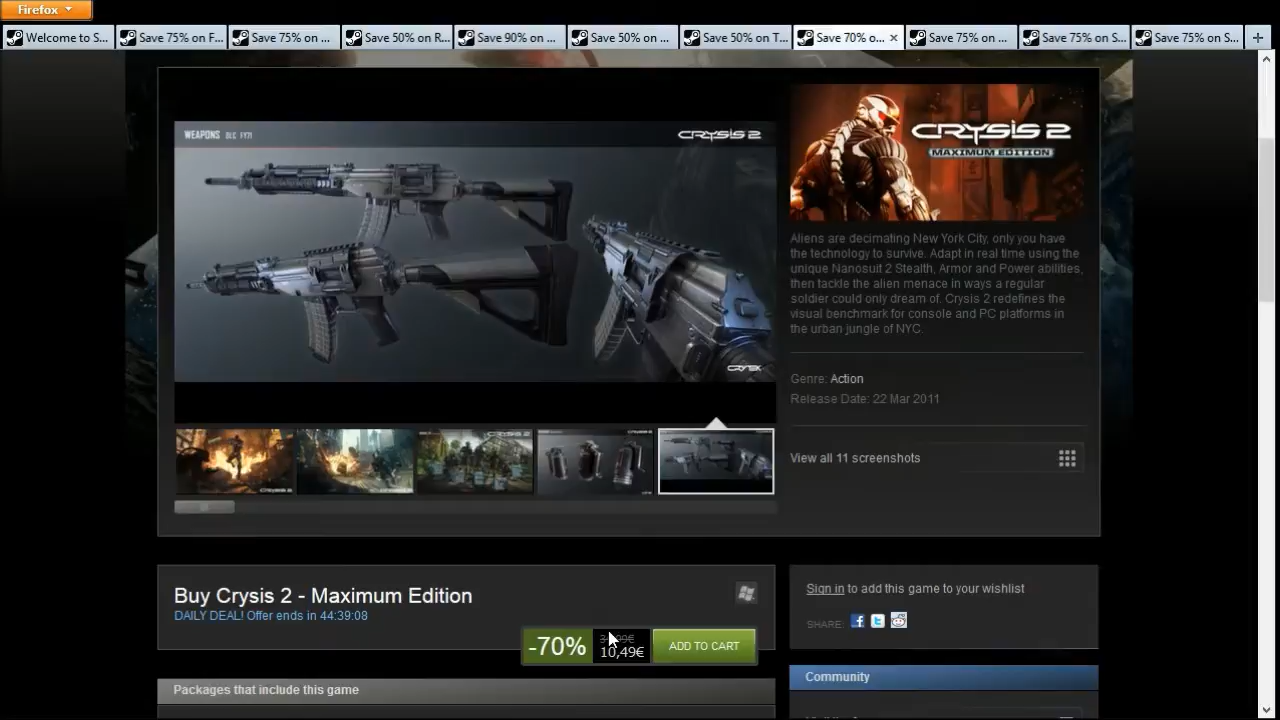 Firefox
Welcome to S...
Save 75% on F...
Save 75% on ...
Save 50% on R...
Save 90% on ...
Save 50% on ...
Save 50% on T...
Save 70% o...
Save 75% on ...
Save 75% on S...
Save 75% on S...
WEAPONS DLC
CRYSIS 2
CRYTEK
CRYSIS 2
MAXIMUM EDITION
Aliens are decimating New York City, only you have
the technology to survive. Adapt in real time using the
unique Nanosuit 2 Stealth, Armor and Power abilities,
then tackle the alien menace in ways a regular
soldier could only dream of. Crysis 2 redefines the
visual benchmark for console and PC platforms in
the urban jungle of NYC.
Genre: Action
Release Date: 22 Mar 2011
View all 11 screenshots
CRYSIS 2
Buy Crysis 2 - Maximum Edition
DAILY DEAL! Offer ends in 44:39:08
-70%
10,49€
ADD TO CART
Sign in to add this game to your wishlist
SHARE:
Packages that include this game
Community